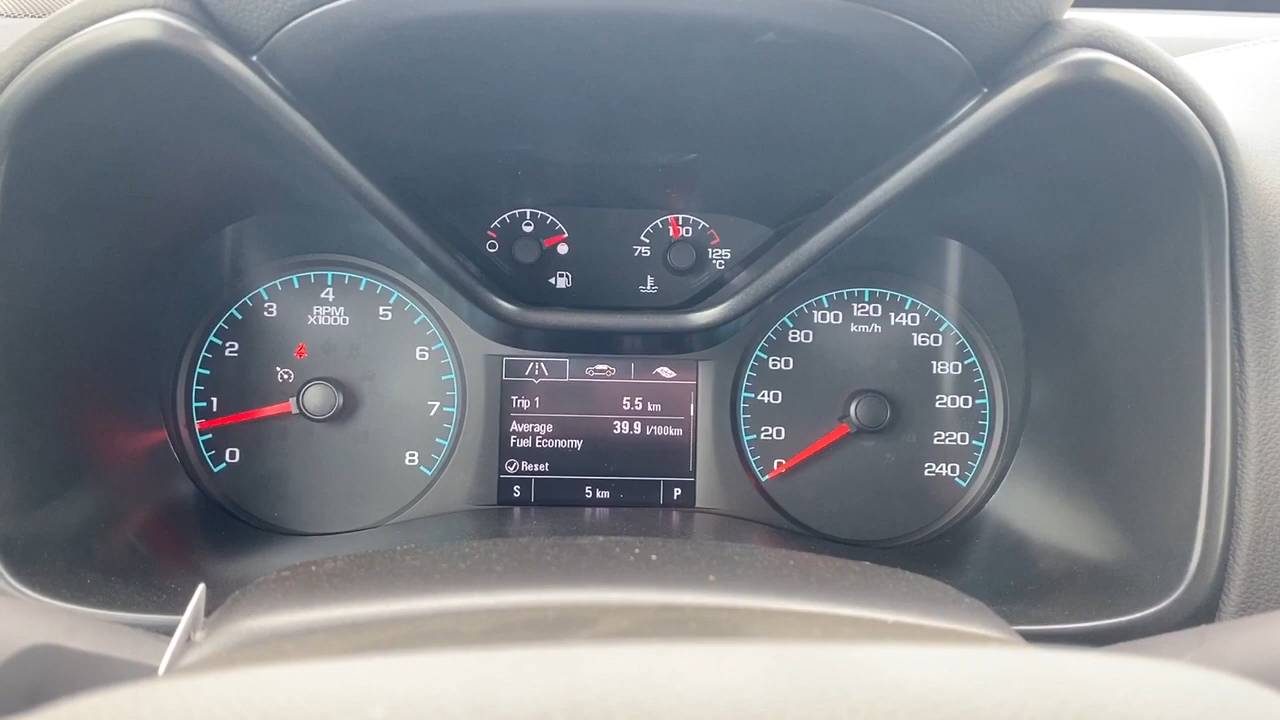 75 100 125
°C
0 1 2 3 4 5 6 7 8
RPM
X1000
Trip 1 5.5 km
Average 39.9 l/100km
Fuel Economy
Reset
S 5 km P
0 20 40 60 80 100 120 140 160 180 200 220 240
km/h